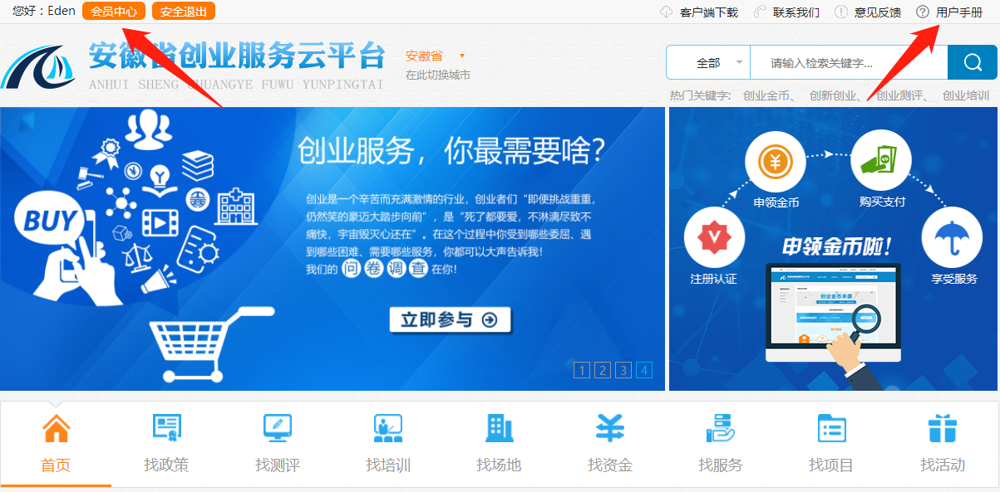 您好：Eden 会员中心 安全退出 客户端下载 联系我们 意见反馈 用户手册
安徽省创业服务云平台
ANHUI SHENG CHUANGYE FUWU YUNPINGTAI
安徽省
在此切换城市
全部 请输入检索关键字...
热门关键字: 创业金币、 创新创业、 创业测评、 创业培训
创业服务，你最需要啥？
创业是一个辛苦而充满激情的行业，创业者们“即便挑战重重，
仍然笑的豪迈大踏步向前”，是“死了都要爱，不淋漓尽致不
痛快，宇宙毁灭心还在”。在这个过程中你受到哪些委屈、遇
到哪些困难、需要哪些服务，你都可以大声告诉我！
我们的 问 卷 调 查 在你！
立即参与
BUY
1 2 3 4
申领金币
购买支付
注册认证
享受服务
申领金币啦！
创业金币来袭
首页 找政策 找测评 找培训 找场地 找资金 找服务 找项目 找活动